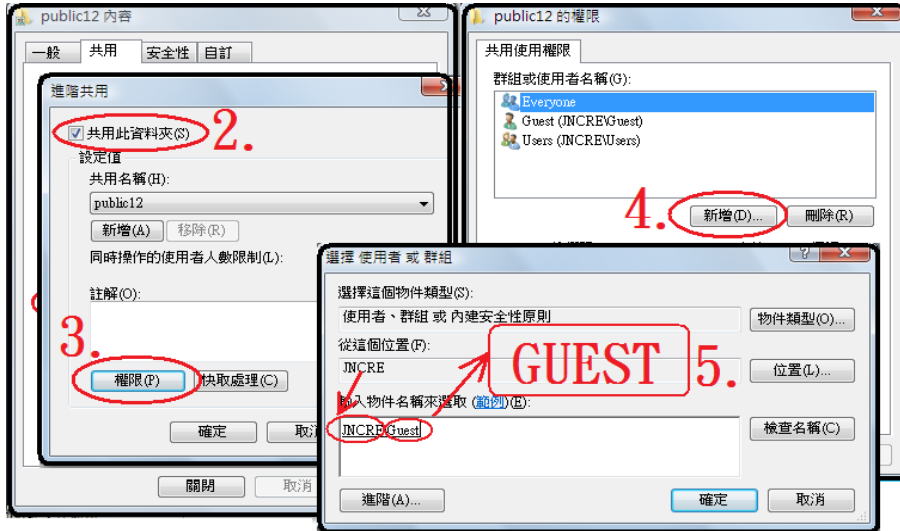 public12 內容
一般 共用 安全性 自訂
進階共用
共用此資料夾(S)
2.
設定值
共用名稱(H):
public12
新增(A) 移除(R)
同時操作的使用者人數限制(L):
註解(O):
3.
權限(P) 快取處理(C)
確定
關閉 取消
public12 的權限
共用使用權限
群組或使用者名稱(G):
Everyone
Guest (JNCRE\Guest)
Users (JNCRE\Users)
4.
新增(D)... 刪除(R)
選擇 使用者 或 群組
選擇這個物件類型(S):
使用者、群組 或 內建安全性原則
物件類型(O)...
從這個位置(F):
JNCRE
位置(L)...
GUEST 5.
輸入物件名稱來選取 (範例)(E):
JNCRE\Guest
檢查名稱(C)
進階(A)...
確定 取消